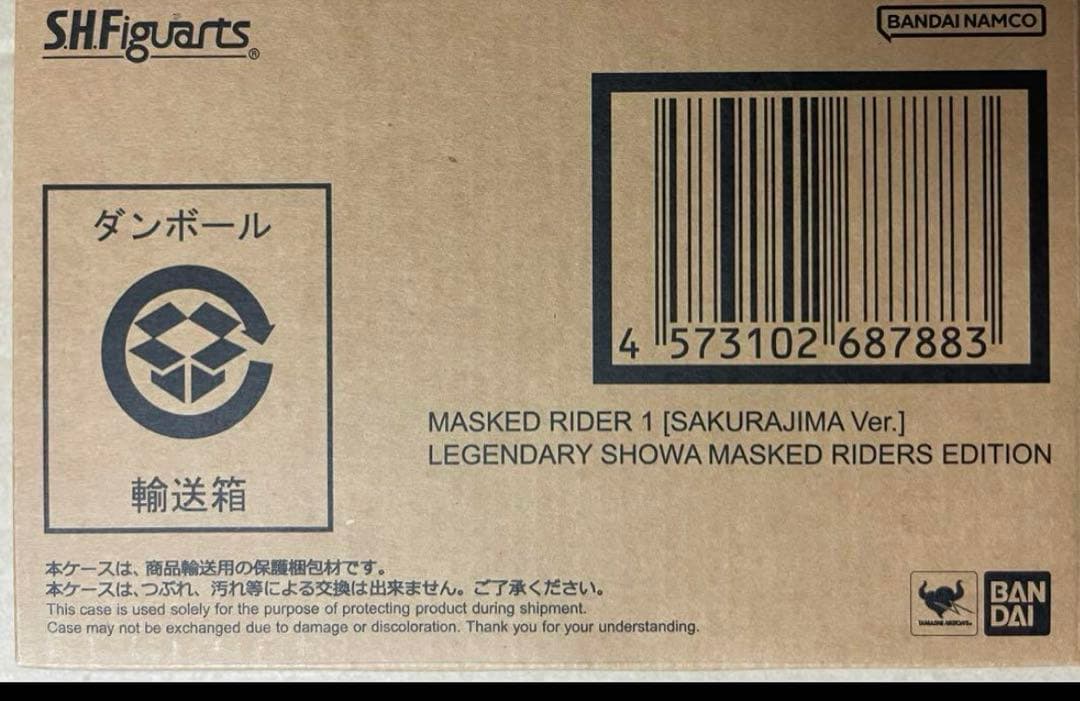 S.H.Figuarts®
BANDAI NAMCO
ダンボール
輸送箱
4 573102 687883
MASKED RIDER 1 [SAKURAJIMA Ver.]
LEGENDARY SHOWA MASKED RIDERS EDITION
本ケースは、商品輸送用の保護梱包材です。
本ケースは、つぶれ、汚れ等による交換は出来ません。ご了承ください。
This case is used solely for the purpose of protecting product during shipment.
Case may not be exchanged due to damage or discoloration. Thank you for your understanding.
TAMASHII NATIONS
BAN
DAI